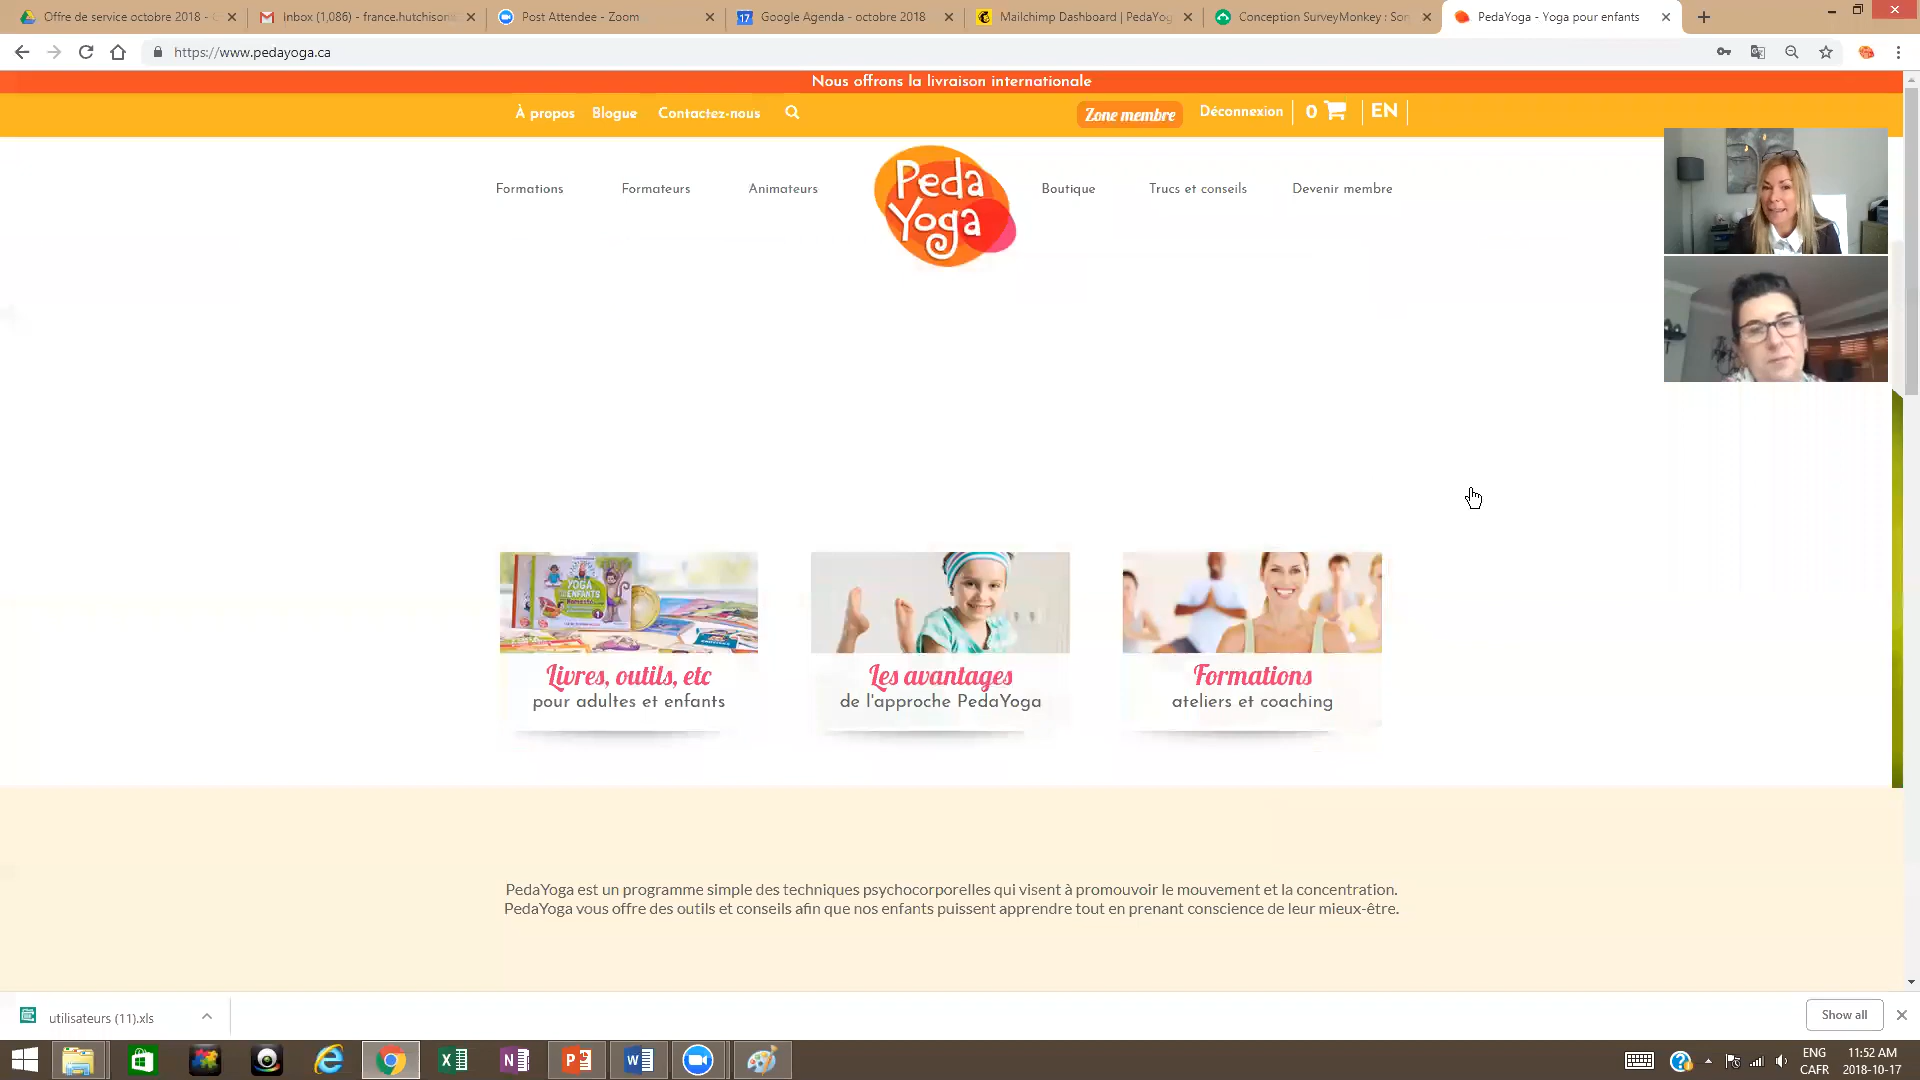 Offre de service octobre 2018 -
Inbox (1,086) - france.hutchison
Post Attendee - Zoom
17
Google Agenda - octobre 2018
Mailchimp Dashboard | PedaYog
Conception SurveyMonkey : Son
PedaYoga - Yoga pour enfants
https://www.pedayoga.ca
Nous offrons la livraison internationale
À propos
Blogue
Contactez-nous
Zone membre
Déconnexion
0
EN
Formations
Formateurs
Animateurs
Peda
Yoga
Boutique
Trucs et conseils
Devenir membre
YOGA
ENFANTS
Livres, outils, etc
pour adultes et enfants
Les avantages
de l'approche PedaYoga
Formations
ateliers et coaching
PedaYoga est un programme simple des techniques psychocorporelles qui visent à promouvoir le mouvement et la concentration.
PedaYoga vous offre des outils et conseils afin que nos enfants puissent apprendre tout en prenant conscience de leur mieux-être.
utilisateurs (11).xls
Show all
ENG
CAFR
11:52 AM
2018-10-17